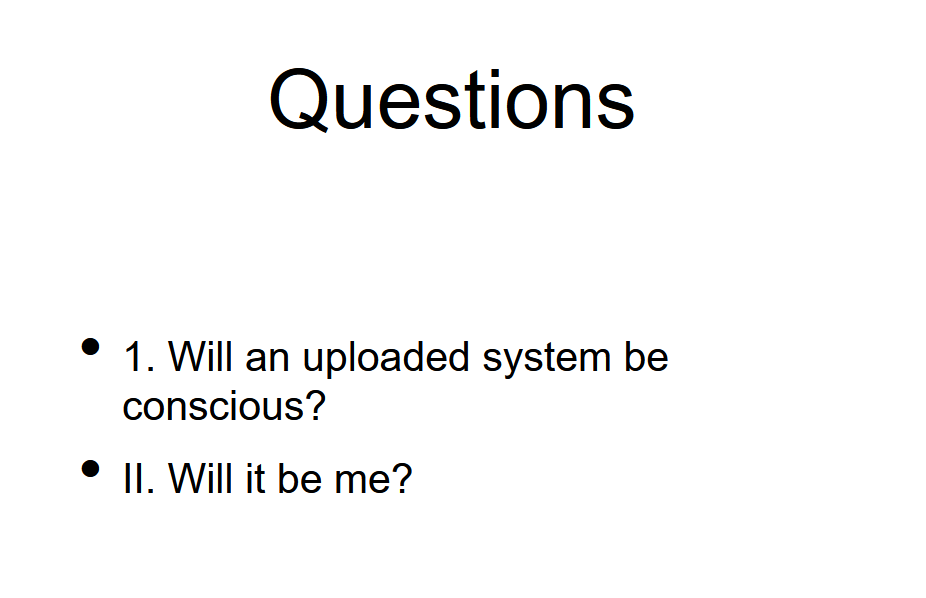 Questions
• 1. Will an uploaded system be
conscious?
• II. Will it be me?